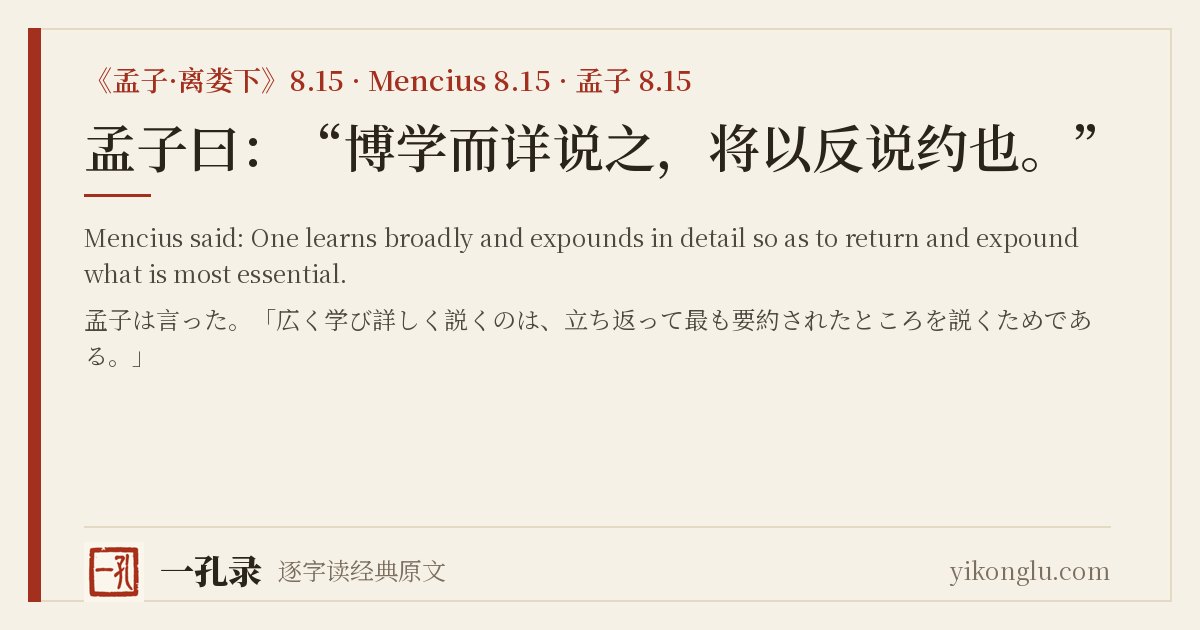 《孟子·离娄下》8.15 · Mencius 8.15 · 孟子 8.15
孟子曰：“博学而详说之，将以反说约也。”
Mencius said: One learns broadly and expounds in detail so as to return and expound
what is most essential.
孟子は言った。「広く学び詳しく説くのは、立ち返って最も要約されたところを説くためであ
る。」
一孔
一孔录 逐字读经典原文
yikonglu.com